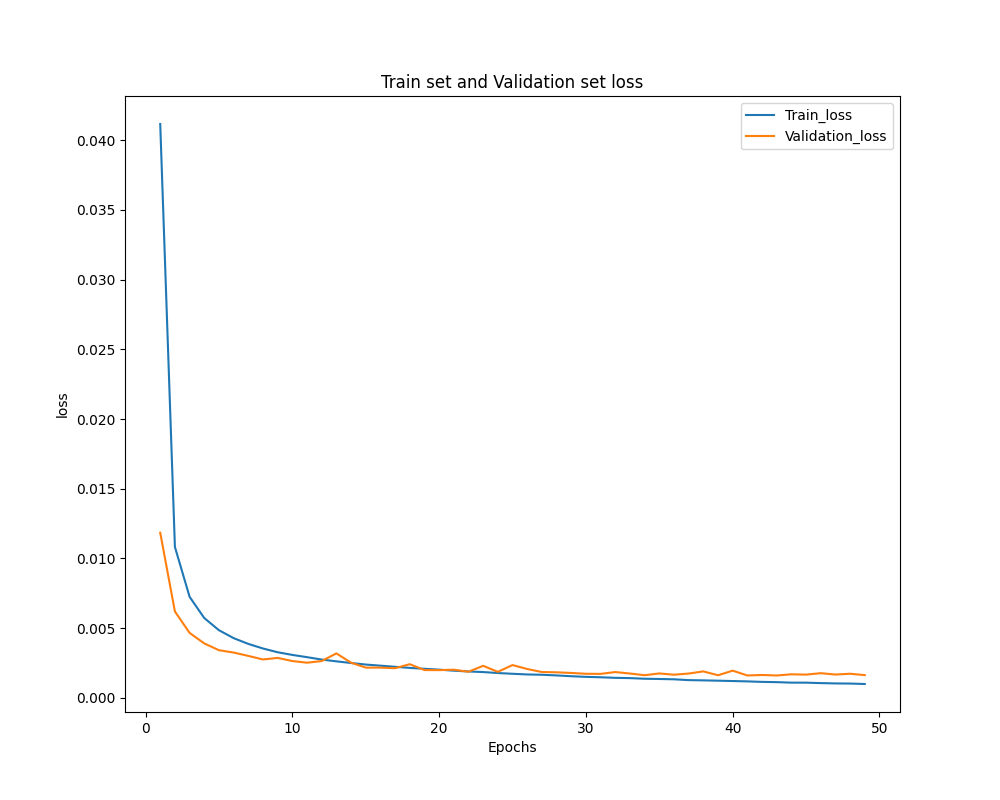 Train set and Validation set loss
Train_loss
Validation_loss
0.040
0.035
0.030
0.025
0.020
0.015
0.010
0.005
0.000
loss
0 10 20 30 40 50
Epochs